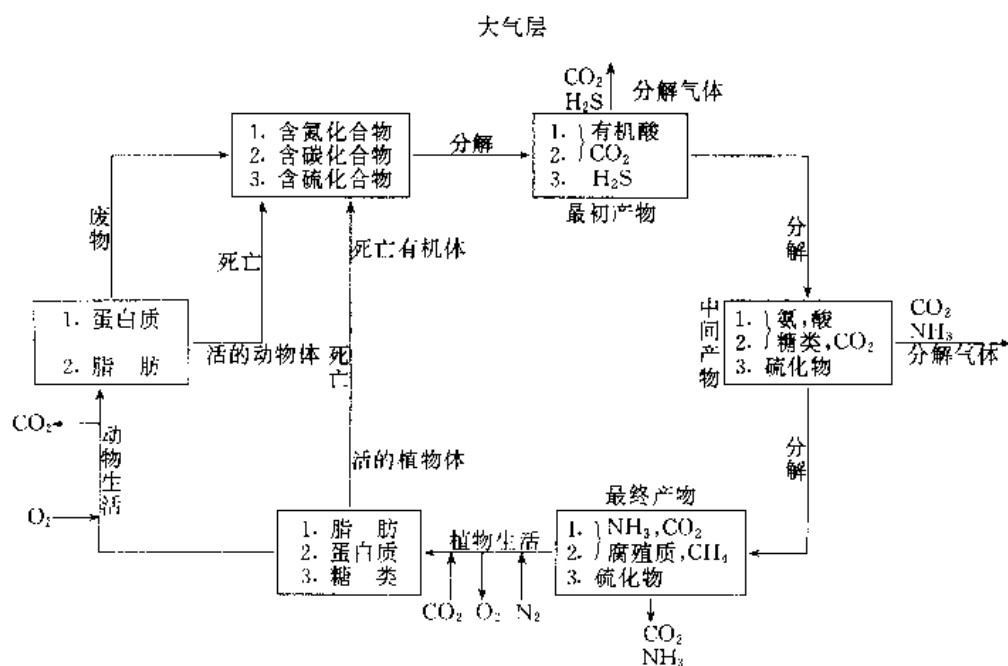 大气层
CO₂
H₂S
分解气体
1. 含氮化合物
2. 含碳化合物
3. 含硫化合物
分解
1. 有机酸
2. CO₂
3. H₂S
最初产物
废物
死亡
死亡有机体
分解
1. 蛋白质
2. 脂肪
活的动物体
死亡
中间产物
1. 氨,酸
2. 糖类,CO₂
3. 硫化物
CO₂
NH₃
分解气体
CO₂
动物生活
O₂
活的植物体
分解
1. 脂肪
2. 蛋白质
3. 糖类
植物生活
CO₂ O₂ N₂
最终产物
1. NH₃,CO₂
2. 腐殖质,CH₄
3. 硫化物
CO₂
NH₃